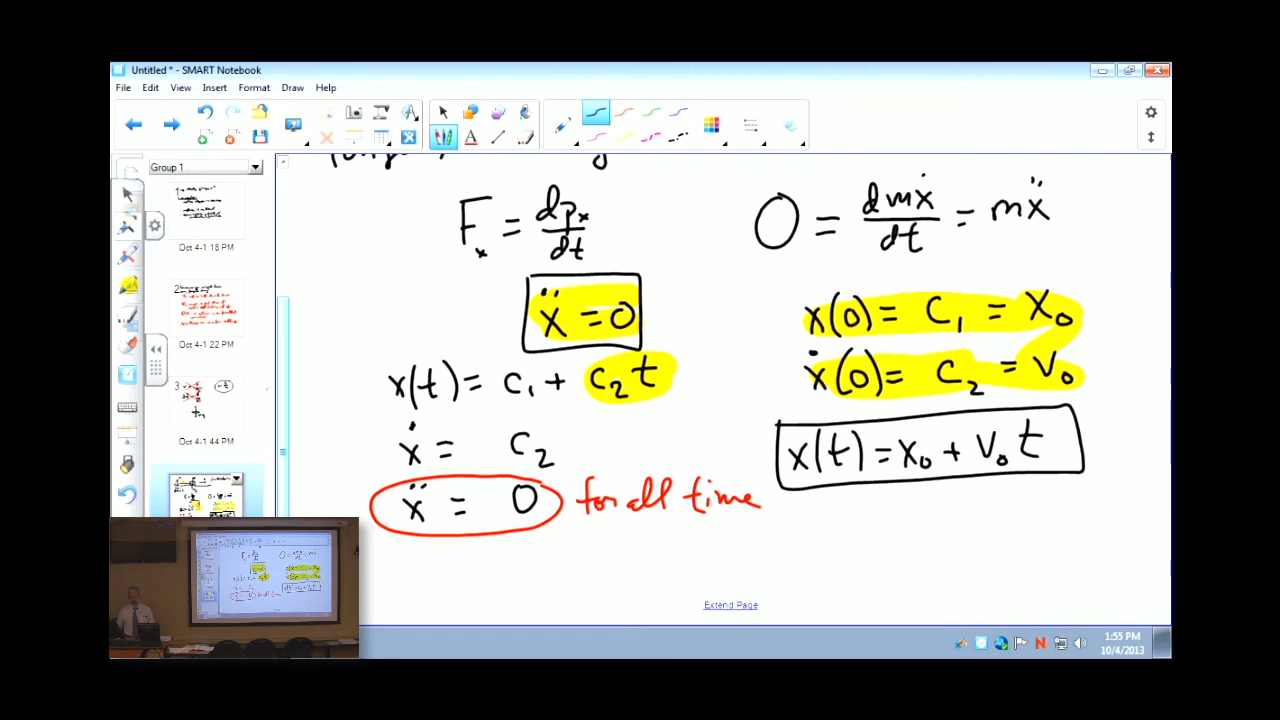 Untitled * - SMART Notebook
File Edit View Insert Format Draw Help
Group 1
Oct 4-1:18 PM
2
Oct 4-1:22 PM
3
Oct 4-1:44 PM
Fₓ = dpₓ/dt
0 = dmẋ/dt = mẍ
ẍ = 0
x(0) = C₁ = X₀
x(t) = C₁ + C₂t
ẋ(0) = C₂ = V₀
ẋ = C₂
x(t) = X₀ + V₀t
ẍ = 0 for all time
Extend Page
1:55 PM
10/4/2013